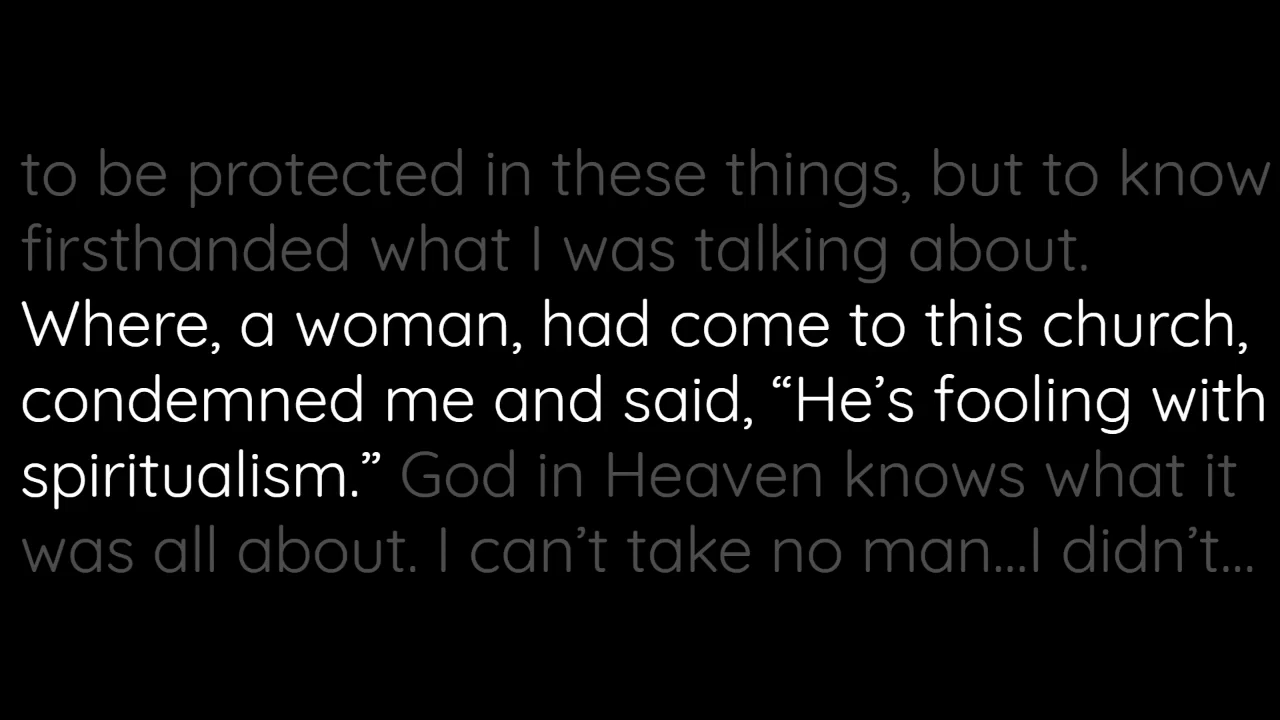 to be protected in these things, but to know
firsthanded what I was talking about.
Where, a woman, had come to this church,
condemned me and said, “He’s fooling with
spiritualism.” God in Heaven knows what it
was all about. I can’t take no man...I didn’t...